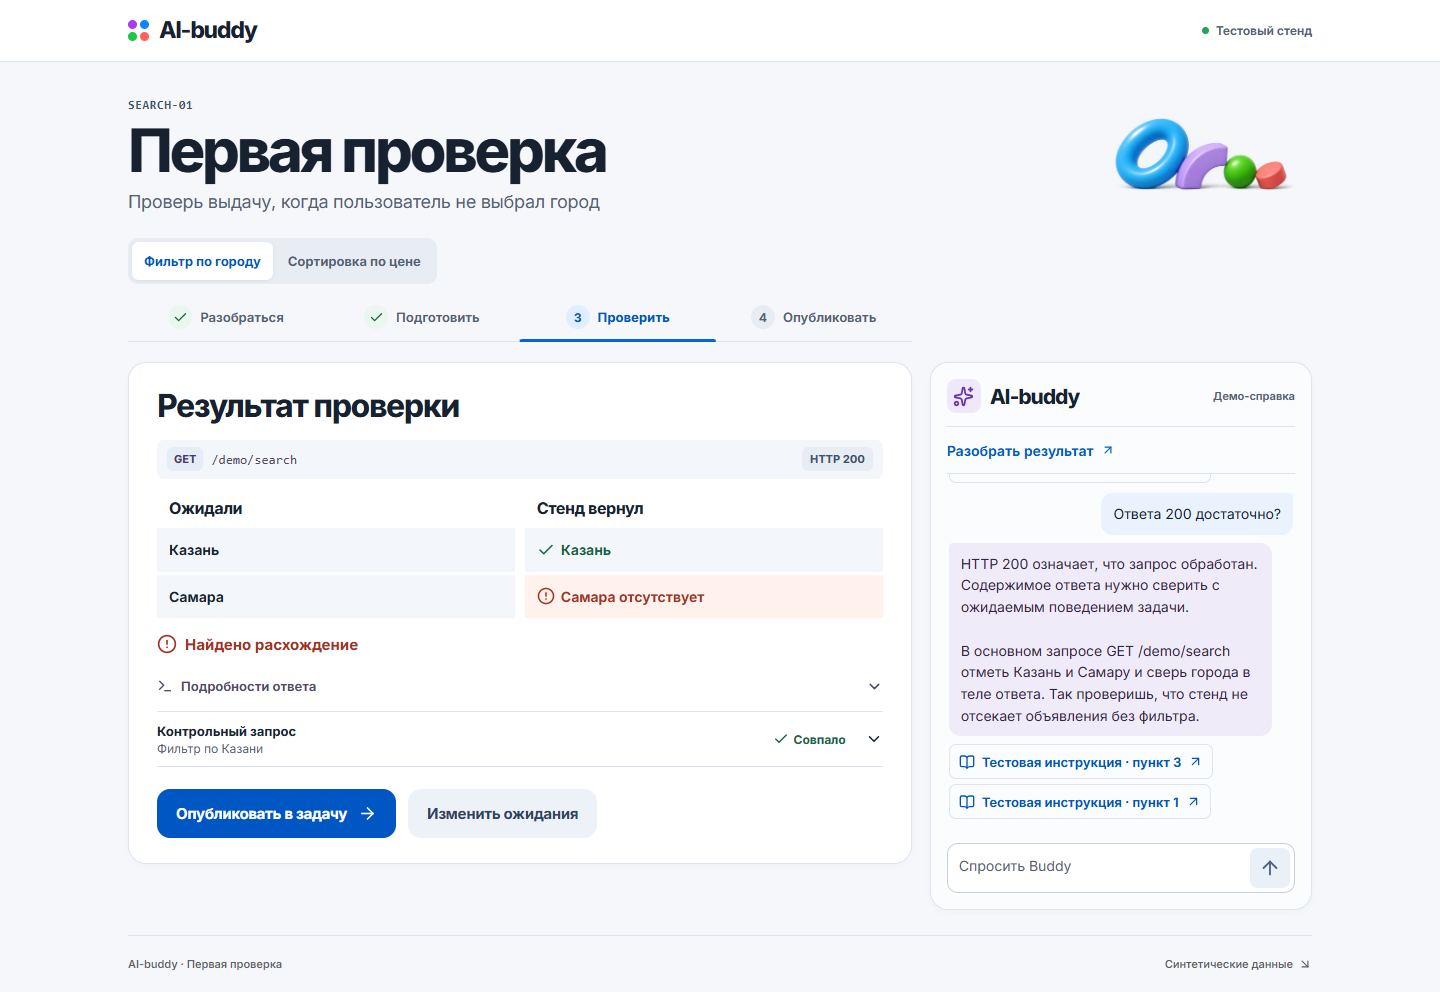 AI-buddy
Тестовый стенд
SEARCH-01
Первая проверка
Проверь выдачу, когда пользователь не выбрал город
Фильтр по городу
Сортировка по цене
Разобраться
Подготовить
3 Проверить
4 Опубликовать
Результат проверки
GET /demo/search
HTTP 200
Ожидали
Стенд вернул
Казань
Казань
Самара
Самара отсутствует
Найдено расхождение
Подробности ответа
Контрольный запрос
Фильтр по Казани
Совпало
Опубликовать в задачу
Изменить ожидания
AI-buddy
Демо-справка
Разобрать результат
Ответа 200 достаточно?
HTTP 200 означает, что запрос обработан.
Содержимое ответа нужно сверить с
ожидаемым поведением задачи.
В основном запросе GET /demo/search
отметь Казань и Самару и сверь города в
теле ответа. Так проверишь, что стенд не
отсекает объявления без фильтра.
Тестовая инструкция · пункт 3
Тестовая инструкция · пункт 1
Спросить Buddy
AI-buddy · Первая проверка
Синтетические данные